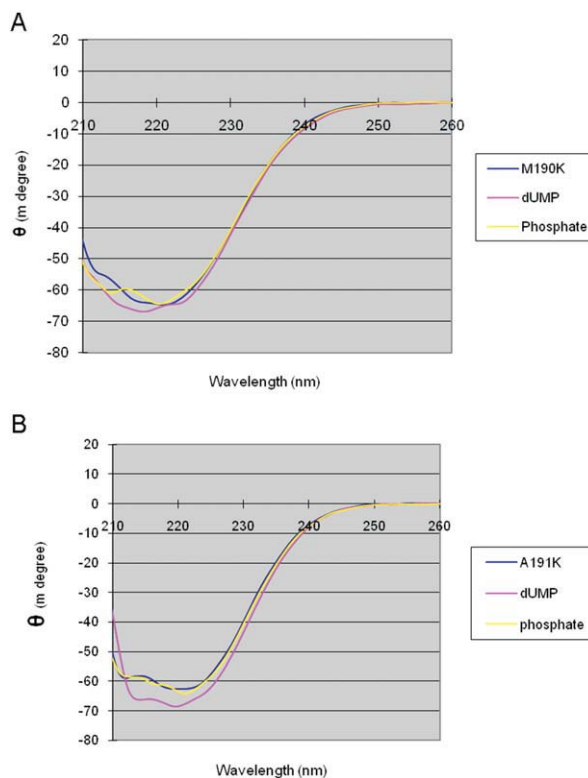 A
20
10
0
210 220 230 240 250 260
-10
-20
-30
-40
-50
-60
-70
-80
θ (m degree)
Wavelength (nm)
M190K
dUMP
Phosphate
B
20
10
0
210 220 230 240 250 260
-10
-20
-30
-40
-50
-60
-70
-80
θ (m degree)
Wavelength (nm)
A191K
dUMP
phosphate